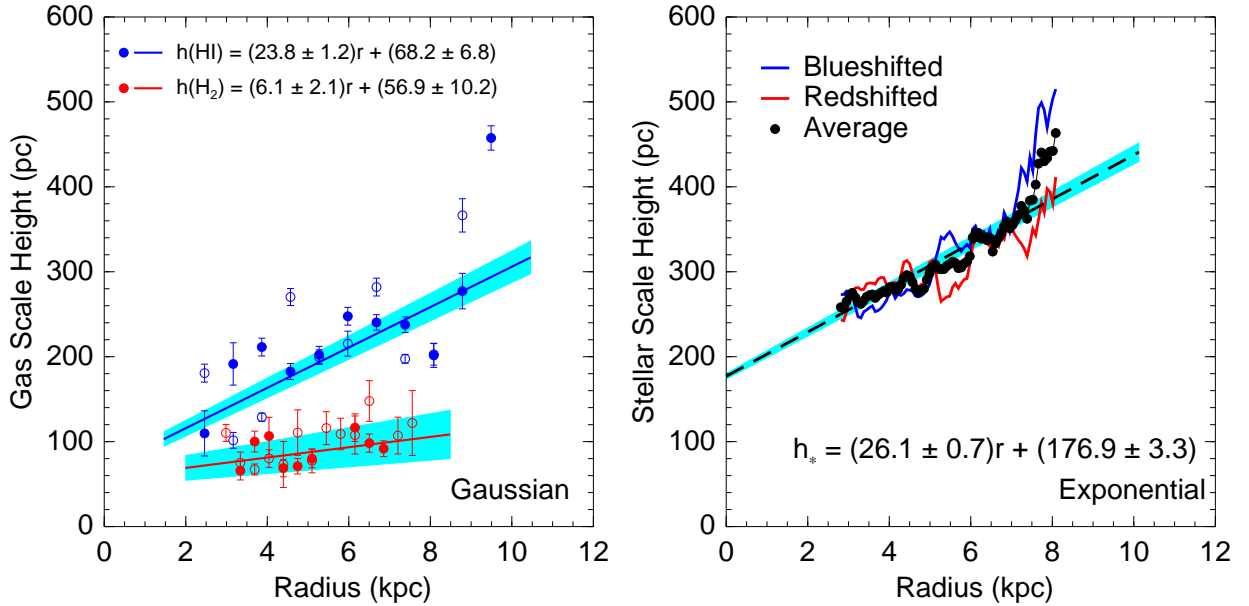 600
500
400
300
200
100
0
Gas Scale Height (pc)
h(HI) = (23.8 ± 1.2)r + (68.2 ± 6.8)
h(H₂) = (6.1 ± 2.1)r + (56.9 ± 10.2)
Gaussian
0 2 4 6 8 10 12
Radius (kpc)
600
500
400
300
200
100
0
Stellar Scale Height (pc)
Blueshifted
Redshifted
Average
h* = (26.1 ± 0.7)r + (176.9 ± 3.3)
Exponential
0 2 4 6 8 10 12
Radius (kpc)